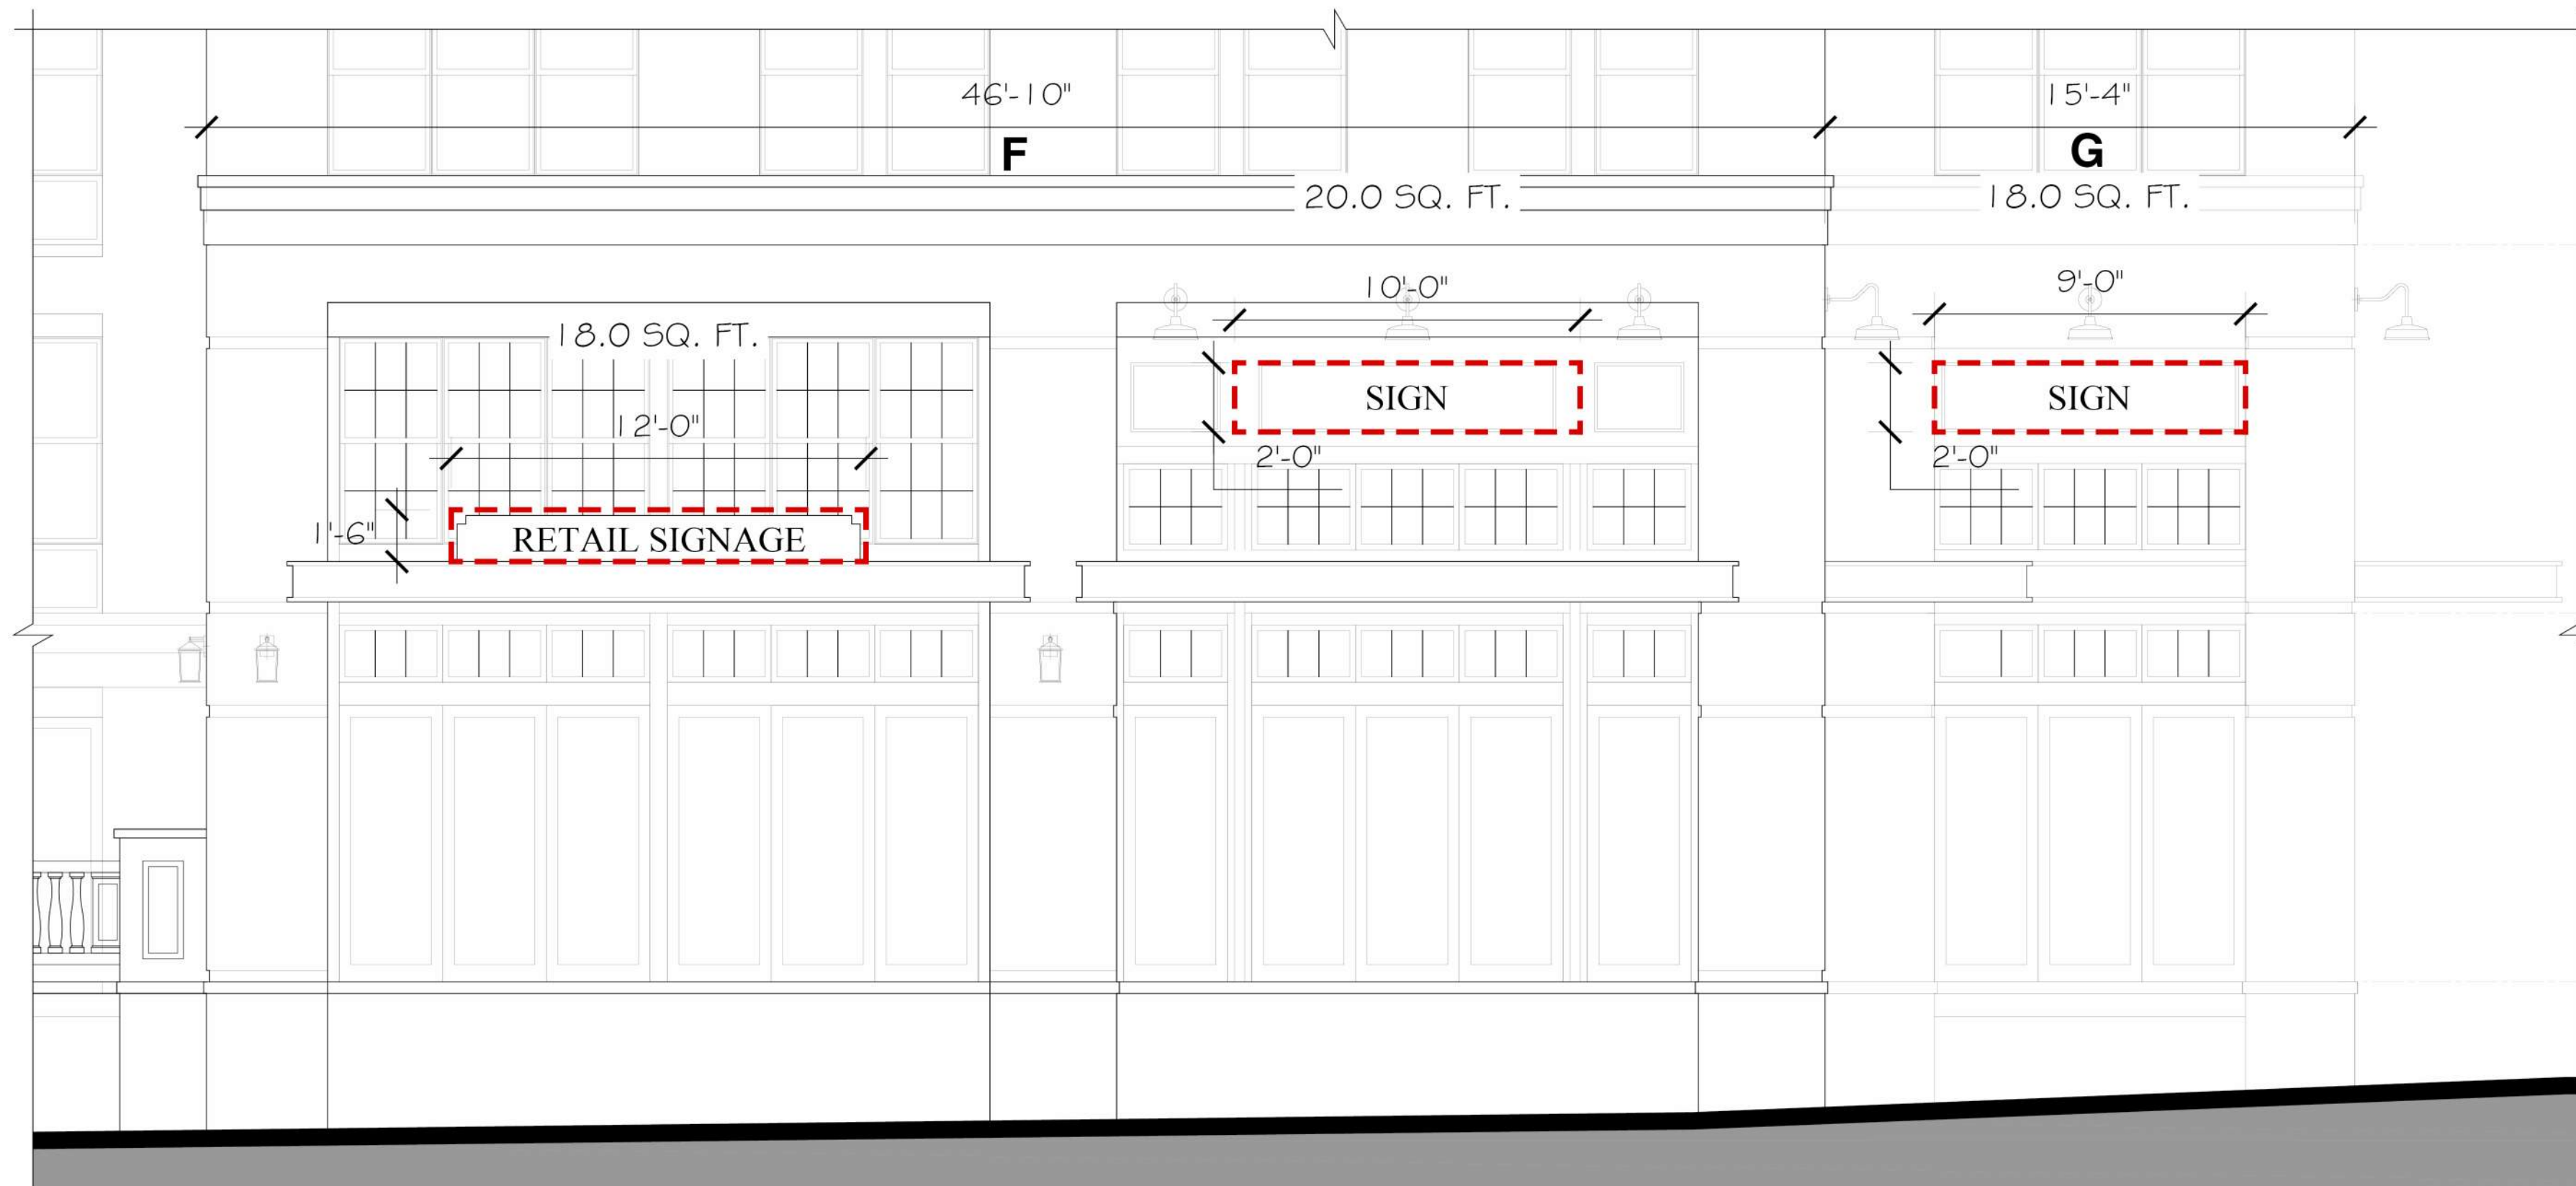 46'-10"
15'-4"
F
G
20.0 SQ. FT.
18.0 SQ. FT.
10'-0"
9'-0"
18.0 SQ. FT.
SIGN
SIGN
12'-0"
2'-0"
2'-0"
1'-6"
RETAIL SIGNAGE